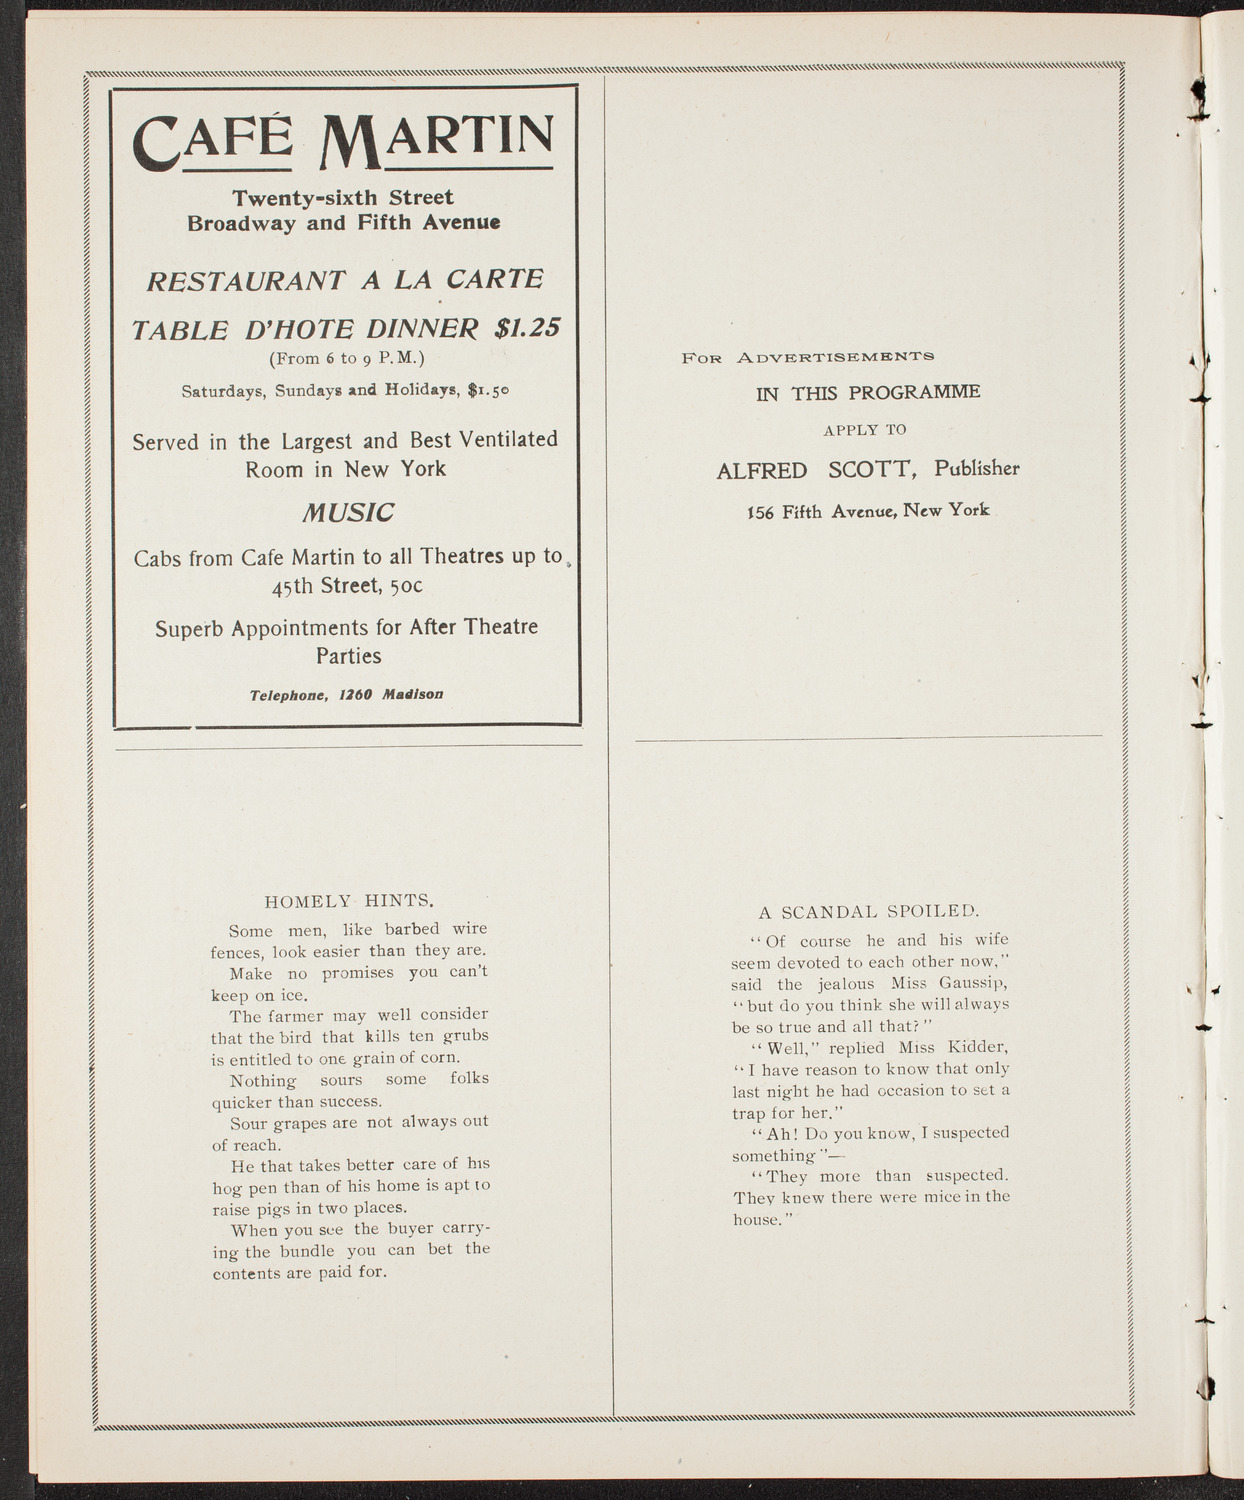 CAFÉ MARTIN
Twenty-sixth Street
Broadway and Fifth Avenue
RESTAURANT A LA CARTE
TABLE D'HOTE DINNER $1.25
(From 6 to 9 P.M.)
Saturdays, Sundays and Holidays, $1.50
Served in the Largest and Best Ventilated
Room in New York
MUSIC
Cabs from Cafe Martin to all Theatres up to
45th Street, 50c
Superb Appointments for After Theatre
Parties
Telephone, 1260 Madison
FOR ADVERTISEMENTS
IN THIS PROGRAMME
APPLY TO
ALFRED SCOTT, Publisher
156 Fifth Avenue, New York
HOMELY HINTS.
Some men, like barbed wire
fences, look easier than they are.
Make no promises you can't
keep on ice.
The farmer may well consider
that the bird that kills ten grubs
is entitled to one grain of corn.
Nothing sours some folks
quicker than success.
Sour grapes are not always out
of reach.
He that takes better care of his
hog pen than of his home is apt to
raise pigs in two places.
When you see the buyer carry-
ing the bundle you can bet the
contents are paid for.
A SCANDAL SPOILED.
"Of course he and his wife
seem devoted to each other now,"
said the jealous Miss Gaussip,
"but do you think she will always
be so true and all that?"
"Well," replied Miss Kidder,
"I have reason to know that only
last night he had occasion to set a
trap for her."
"Ah! Do you know, I suspected
something"—
"They more than suspected.
They knew there were mice in the
house."